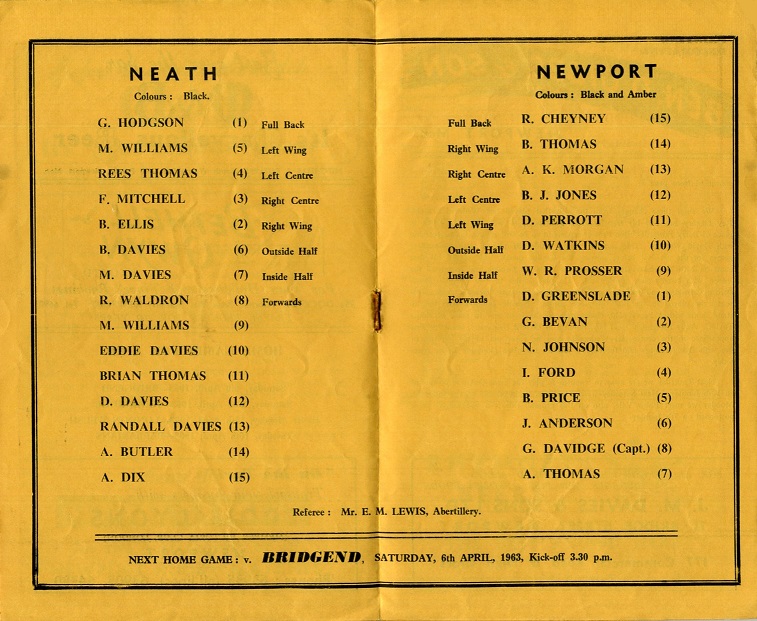 NEATH
Colours : Black.
G. HODGSON (1) Full Back
M. WILLIAMS (5) Left Wing
REES THOMAS (4) Left Centre
F. MITCHELL (3) Right Centre
B. ELLIS (2) Right Wing
B. DAVIES (6) Outside Half
M. DAVIES (7) Inside Half
R. WALDRON (8) Forwards
M. WILLIAMS (9)
EDDIE DAVIES (10)
BRIAN THOMAS (11)
D. DAVIES (12)
RANDALL DAVIES (13)
A. BUTLER (14)
A. DIX (15)
NEWPORT
Colours : Black and Amber
Full Back R. CHEYNEY (15)
Right Wing B. THOMAS (14)
Right Centre A. K. MORGAN (13)
Left Centre B. J. JONES (12)
Left Wing D. PERROTT (11)
Outside Half D. WATKINS (10)
Inside Half W. R. PROSSER (9)
Forwards D. GREENSLADE (1)
G. BEVAN (2)
N. JOHNSON (3)
I. FORD (4)
B. PRICE (5)
J. ANDERSON (6)
G. DAVIDGE (Capt.) (8)
A. THOMAS (7)
Referee : Mr. E. M. LEWIS, Abertillery.
NEXT HOME GAME : v. BRIDGEND, SATURDAY, 6th APRIL, 1963, Kick-off 3.30 p.m.